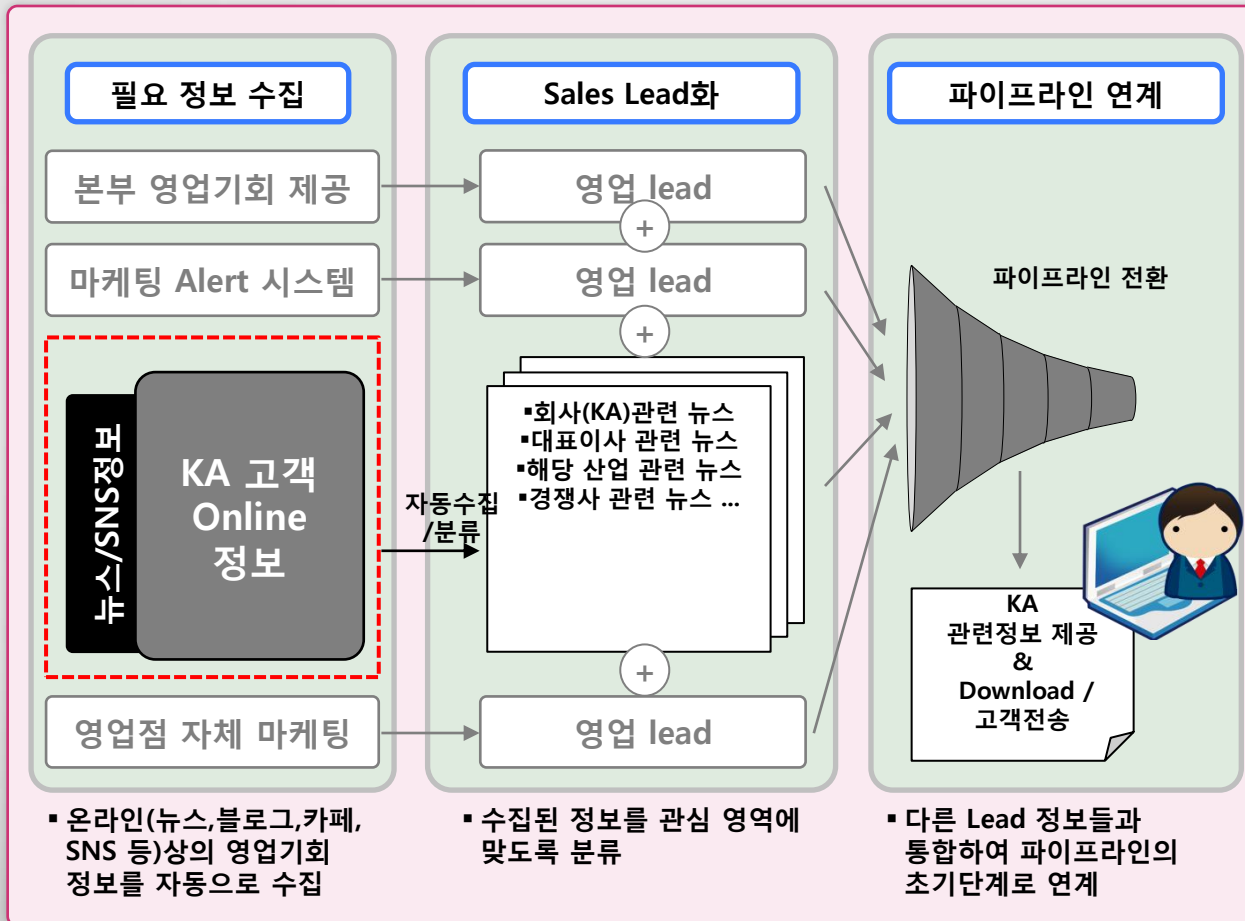 필요 정보 수집
본부 영업기회 제공
마케팅 Alert 시스템
뉴스/SNS정보
KA 고객
Online
정보
영업점 자체 마케팅
▪ 온라인(뉴스,블로그,카페,
SNS 등)상의 영업기회
정보를 자동으로 수집
자동수집
/분류
Sales Lead화
영업 lead
+
영업 lead
+
▪회사(KA)관련 뉴스
▪대표이사 관련 뉴스
▪해당 산업 관련 뉴스
▪경쟁사 관련 뉴스 ...
+
영업 lead
▪ 수집된 정보를 관심 영역에
맞도록 분류
파이프라인 연계
파이프라인 전환
KA
관련정보 제공
&
Download /
고객전송
▪ 다른 Lead 정보들과
통합하여 파이프라인의
초기단계로 연계